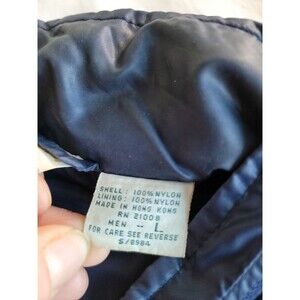 SHELL: 100% NYLON
LINING: 100% NYLON
MADE IN HONG KONG
RN 21008
MEN -- L
FOR CARE SEE REVERSE
S/8984